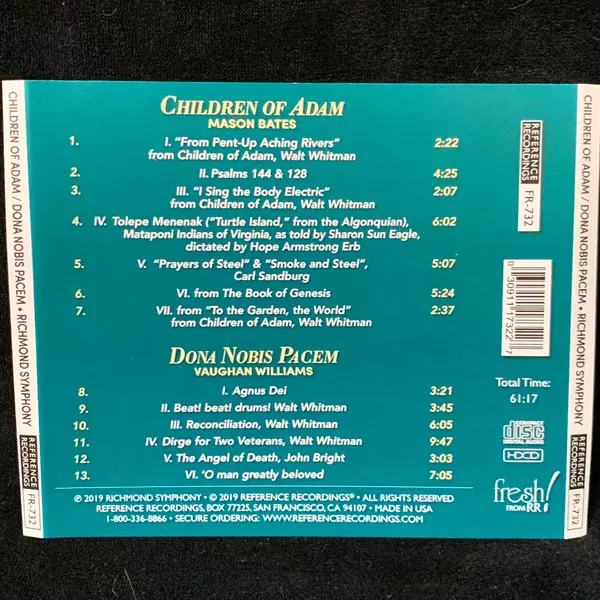 CHILDREN OF ADAM / DONA NOBIS PACEM • RICHMOND SYMPHONY
REFERENCE
RECORDINGS
FR-732
CHILDREN OF ADAM
MASON BATES
1. I. "From Pent-Up Aching Rivers" 2:22
from Children of Adam, Walt Whitman
2. II. Psalms 144 & 128 4:25
3. III. "I Sing the Body Electric" 2:07
from Children of Adam, Walt Whitman
4. IV. Tolepe Menenak ("Turtle Island," from the Algonquian), 6:02
Mataponi Indians of Virginia, as told by Sharon Sun Eagle,
dictated by Hope Armstrong Erb
5. V. "Prayers of Steel" & "Smoke and Steel", 5:07
Carl Sandburg
6. VI. from The Book of Genesis 5:24
7. VII. from "To the Garden, the World" 2:37
from Children of Adam, Walt Whitman
DONA NOBIS PACEM
VAUGHAN WILLIAMS
8. I. Agnus Dei 3:21
9. II. Beat! beat! drums! Walt Whitman 3:45
10. III. Reconciliation, Walt Whitman 6:05
11. IV. Dirge for Two Veterans, Walt Whitman 9:47
12. V. The Angel of Death, John Bright 3:03
13. VI. 'O man greatly beloved 7:05
℗ 2019 RICHMOND SYMPHONY • © 2019 REFERENCE RECORDINGS® • ALL RIGHTS RESERVED
REFERENCE RECORDINGS, BOX 77225, SAN FRANCISCO, CA 94107 • MADE IN USA
1-800-336-8866 • SECURE ORDERING: WWW.REFERENCERECORDINGS.COM
REFERENCE
RECORDINGS
FR-732
0 30911 17322 7
Total Time:
61:17
COMPACT
disc
DIGITAL AUDIO
HDCD
fresh!
FROM RR
CHILDREN OF ADAM / DONA NOBIS PACEM • RICHMOND SYMPHONY
REFERENCE
RECORDINGS
FR-732